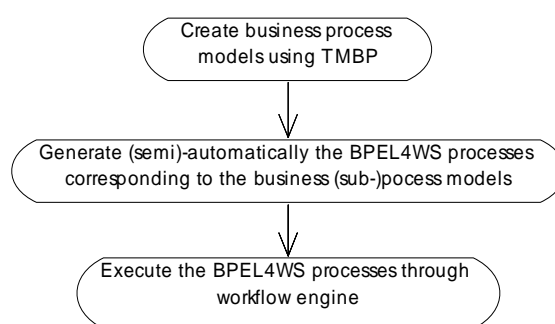 Create business process
models using TMBP
Generate (semi)-automatically the BPEL4WS processes
corresponding to the business (sub-)pocess models
Execute the BPEL4WS processes through
workflow engine